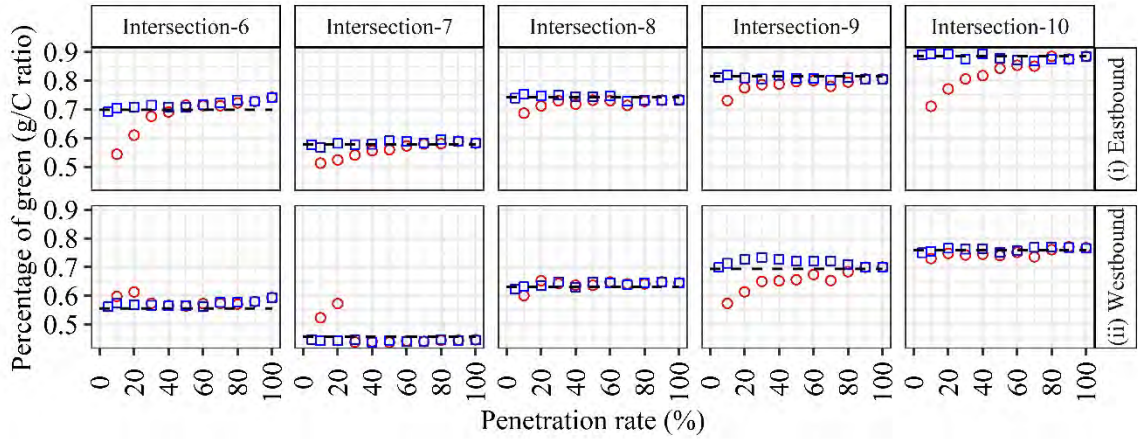 Intersection-6 Intersection-7 Intersection-8 Intersection-9 Intersection-10
Percentage of green (g/C ratio)
0.9
0.8
0.7
0.6
0.5
(i) Eastbound
0.9
0.8
0.7
0.6
0.5
(ii) Westbound
0 20 40 60 80 100 0 20 40 60 80 100 0 20 40 60 80 100 0 20 40 60 80 100 0 20 40 60 80 100
Penetration rate (%)